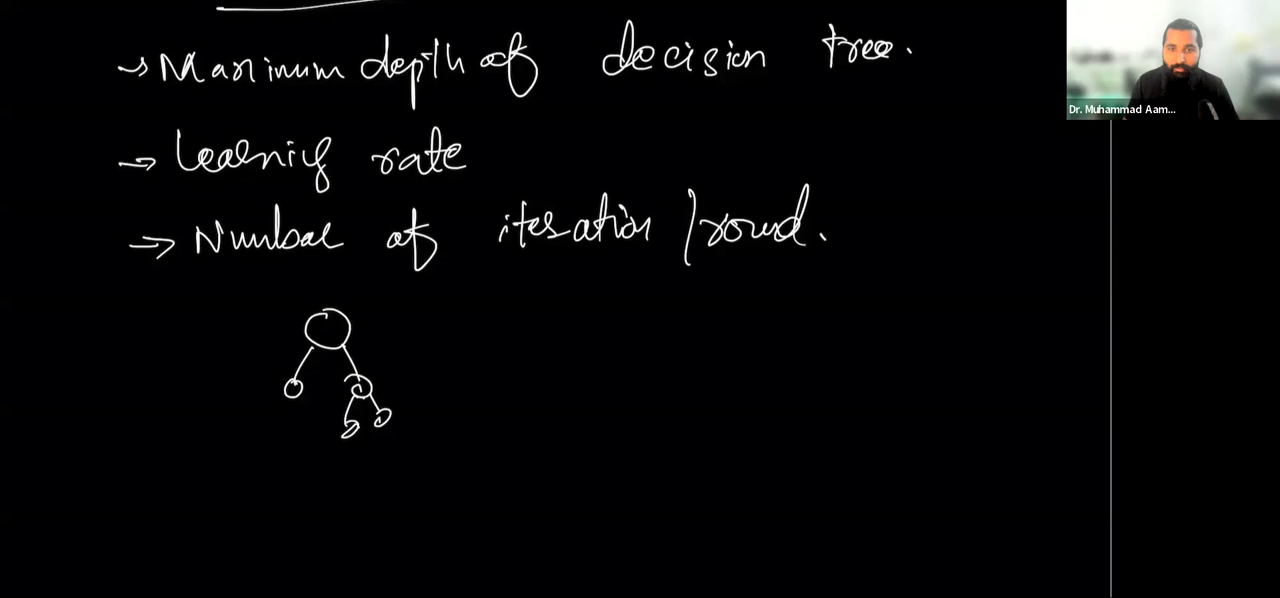 → Maximum depth of decision tree.
Dr. Muhammad Aam...
→ Learning rate
→ Number of iteration / round.